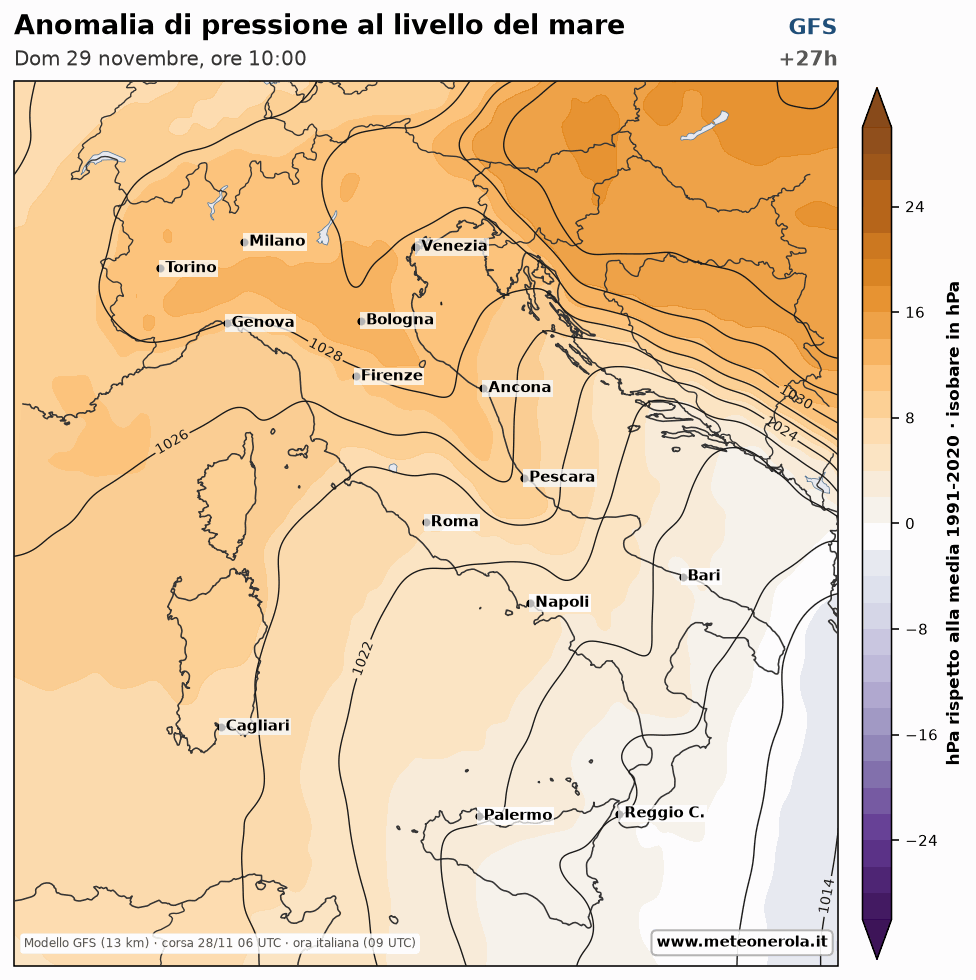 Anomalia di pressione al livello del mare
GFS
Dom 29 novembre, ore 10:00
+27h
Milano
Venezia
Torino
Genova
Bologna
1028
Firenze
Ancona
1030
1024
1026
Pescara
Roma
Bari
Napoli
1022
Cagliari
Palermo
Reggio C.
1014
Modello GFS (13 km) · corsa 28/11 06 UTC · ora italiana (09 UTC)
www.meteonerola.it
24
16
8
0
−8
−16
−24
hPa rispetto alla media 1991-2020 · isobare in hPa